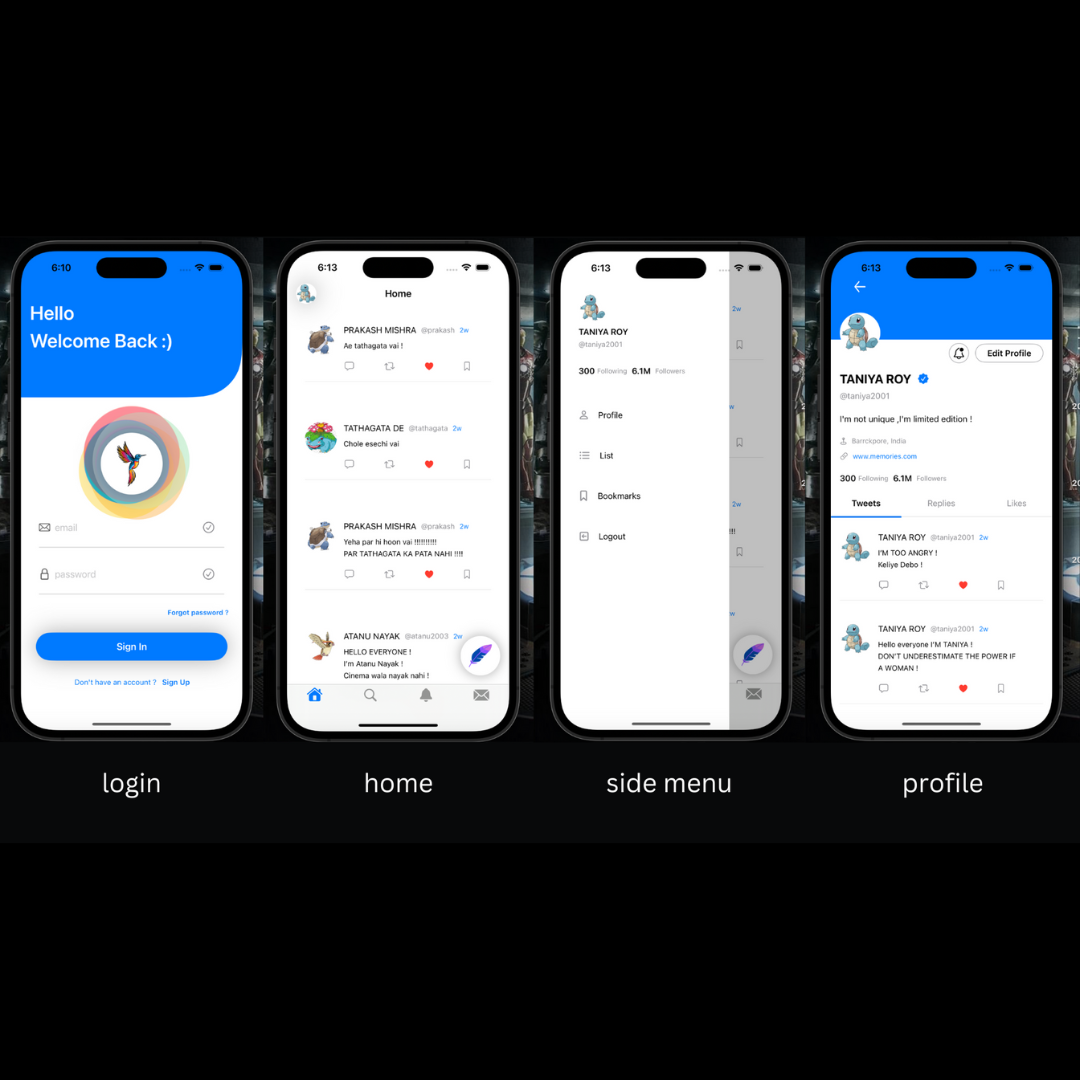 6:10
Hello
Welcome Back :)
email
password
Forgot password ?
Sign In
Don't have an account ? Sign Up
login
6:13
Home
PRAKASH MISHRA @prakash 2w
Ae tathagata vai !
TATHAGATA DE @tathagata 2w
Chole esechi vai
PRAKASH MISHRA @prakash 2w
Yeha par hi hoon vai !!!!!!!!!!
PAR TATHAGATA KA PATA NAHI !!!!
ATANU NAYAK @atanu2003 2w
HELLO EVERYONE !
I'm Atanu Nayak !
Cinema wala nayak nahi !
home
6:13
TANIYA ROY
@taniya2001
300 Following 6.1M Followers
Profile
List
Bookmarks
Logout
2w
w
2w
!!!
w
side menu
6:13
Edit Profile
TANIYA ROY
@taniya2001
I'm not unique ,I'm limited edition !
Barrckpore, India
www.memories.com
300 Following 6.1M Followers
Tweets Replies Likes
TANIYA ROY @taniya2001 2w
I'M TOO ANGRY !
Keliye Debo !
TANIYA ROY @taniya2001 2w
Hello everyone I'M TANIYA !
DON'T UNDERESTIMATE THE POWER IF
A WOMAN !
profile